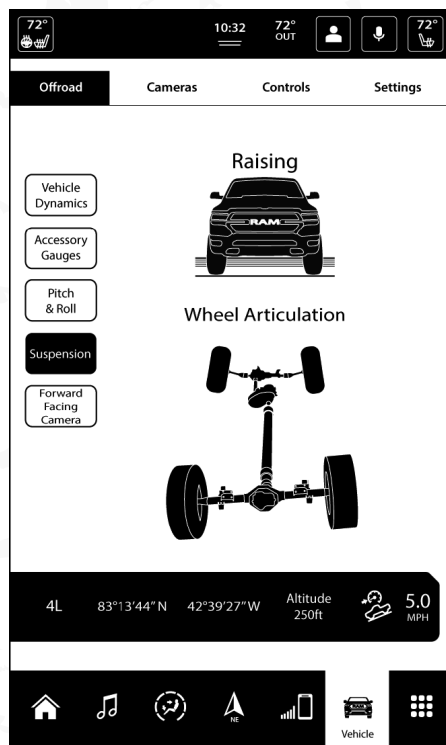 72°
10:32
72°
OUT
72°
Offroad
Cameras
Controls
Settings
Raising
RAM
Vehicle
Dynamics
Accessory
Gauges
Pitch
& Roll
Suspension
Forward
Facing
Camera
Wheel Articulation
4L
83°13'44"N
42°39'27"W
Altitude
250ft
5.0
MPH
NE
RAM
Vehicle